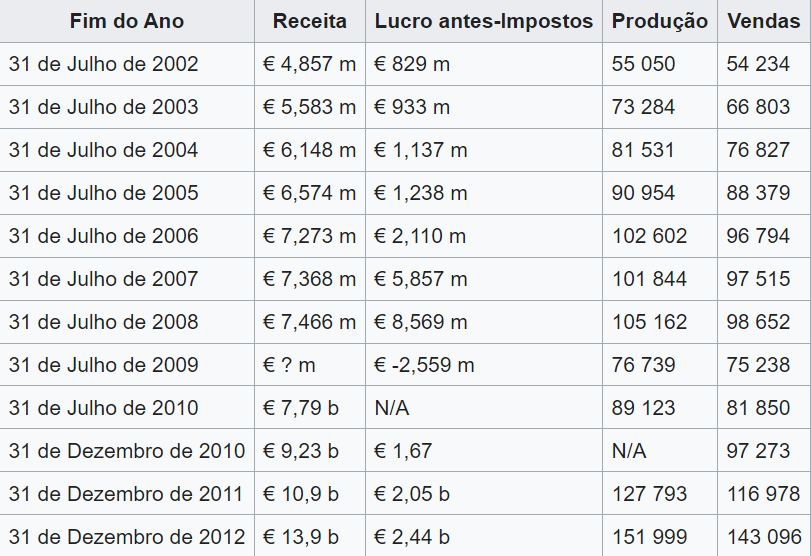 Fim do Ano Receita Lucro antes-Impostos Produção Vendas
31 de Julho de 2002 € 4,857 m € 829 m 55 050 54 234
31 de Julho de 2003 € 5,583 m € 933 m 73 284 66 803
31 de Julho de 2004 € 6,148 m € 1,137 m 81 531 76 827
31 de Julho de 2005 € 6,574 m € 1,238 m 90 954 88 379
31 de Julho de 2006 € 7,273 m € 2,110 m 102 602 96 794
31 de Julho de 2007 € 7,368 m € 5,857 m 101 844 97 515
31 de Julho de 2008 € 7,466 m € 8,569 m 105 162 98 652
31 de Julho de 2009 € ? m € -2,559 m 76 739 75 238
31 de Julho de 2010 € 7,79 b N/A 89 123 81 850
31 de Dezembro de 2010 € 9,23 b € 1,67 N/A 97 273
31 de Dezembro de 2011 € 10,9 b € 2,05 b 127 793 116 978
31 de Dezembro de 2012 € 13,9 b € 2,44 b 151 999 143 096